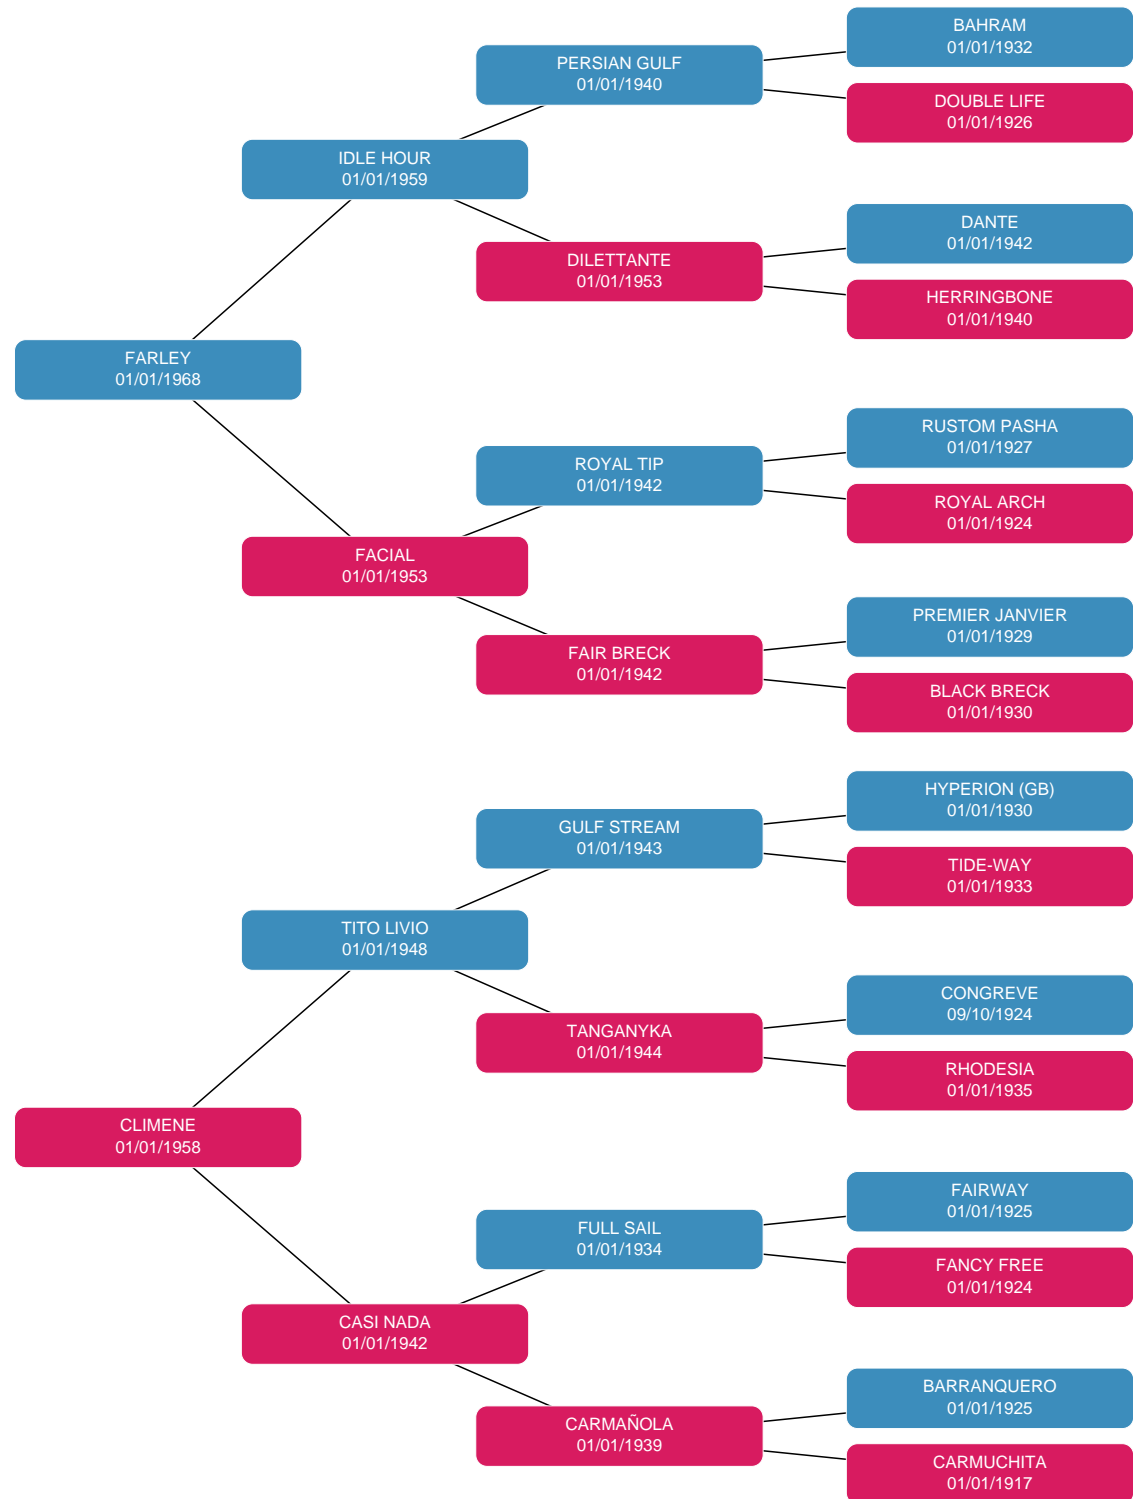 BAHRAM
01/01/1932
PERSIAN GULF
01/01/1940
DOUBLE LIFE
01/01/1926
IDLE HOUR
01/01/1959
DANTE
01/01/1942
DILETTANTE
01/01/1953
HERRINGBONE
01/01/1940
FARLEY
01/01/1968
RUSTOM PASHA
01/01/1927
ROYAL TIP
01/01/1942
ROYAL ARCH
01/01/1924
FACIAL
01/01/1953
PREMIER JANVIER
01/01/1929
FAIR BRECK
01/01/1942
BLACK BRECK
01/01/1930
HYPERION (GB)
01/01/1930
GULF STREAM
01/01/1943
TIDE-WAY
01/01/1933
TITO LIVIO
01/01/1948
CONGREVE
09/10/1924
TANGANYKA
01/01/1944
RHODESIA
01/01/1935
CLIMENE
01/01/1958
FAIRWAY
01/01/1925
FULL SAIL
01/01/1934
FANCY FREE
01/01/1924
CASI NADA
01/01/1942
BARRANQUERO
01/01/1925
CARMAÑOLA
01/01/1939
CARMUCHITA
01/01/1917